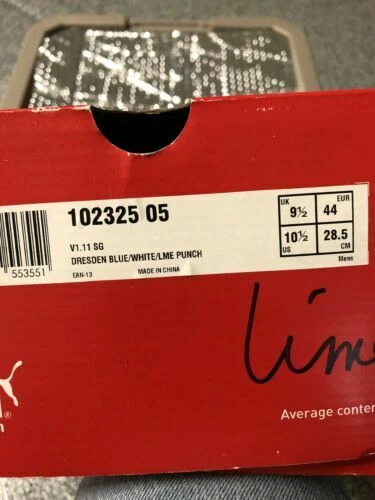 102325 05
V1.11 SG
DRESDEN BLUE/WHITE/LME PUNCH
EAN-13 MADE IN CHINA
553551
UK 9½ 44 EUR
US 10½ 28.5 CM
Mens
Average conten